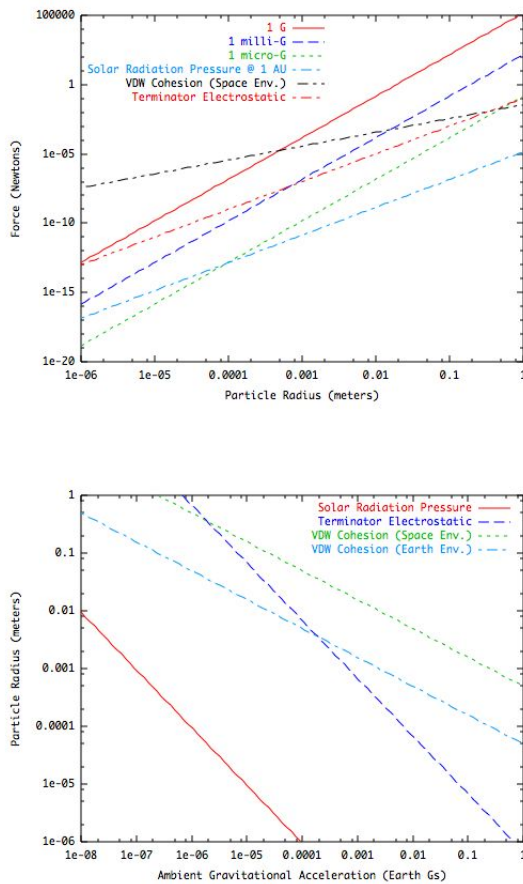 100000
1 G
1 milli-G
1 micro-G
Solar Radiation Pressure @ 1 AU
VDW Cohesion (Space Env.)
Terminator Electrostatic
1
1e-05
1e-10
1e-15
1e-20
Force (Newtons)
1e-06 1e-05 0.0001 0.001 0.01 0.1 1
Particle Radius (meters)
1
Solar Radiation Pressure
Terminator Electrostatic
VDW Cohesion (Space Env.)
VDW Cohesion (Earth Env.)
0.1
0.01
0.001
0.0001
1e-05
1e-06
Particle Radius (meters)
1e-08 1e-07 1e-06 1e-05 0.0001 0.001 0.01 0.1 1
Ambient Gravitational Acceleration (Earth Gs)